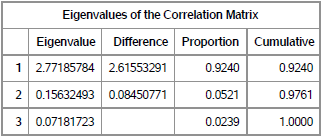 Eigenvalues of the Correlation Matrix
Eigenvalue Difference Proportion Cumulative
1 2.77185784 2.61553291 0.9240 0.9240
2 0.15632493 0.08450771 0.0521 0.9761
3 0.07181723 0.0239 1.0000